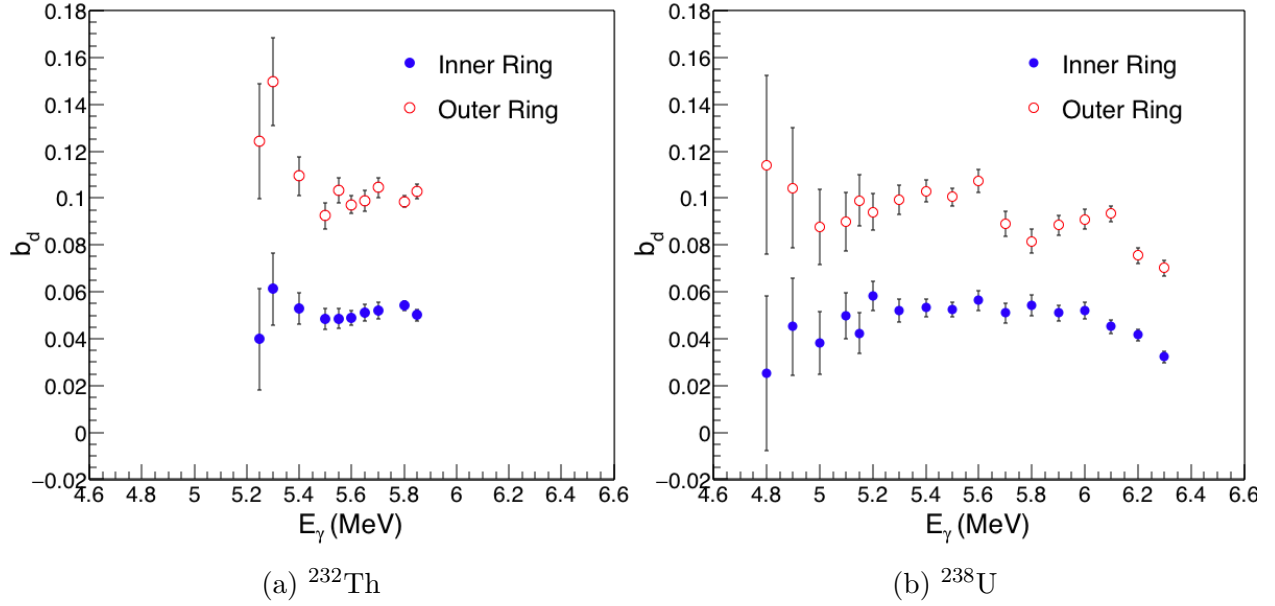 0.18
0.16
0.14
0.12
0.1
0.08
0.06
0.04
0.02
0
−0.02
b_d
Inner Ring
Outer Ring
4.6 4.8 5 5.2 5.4 5.6 5.8 6 6.2 6.4 6.6
E_γ (MeV)
(a) ²³²Th
0.18
0.16
0.14
0.12
0.1
0.08
0.06
0.04
0.02
0
−0.02
b_d
Inner Ring
Outer Ring
4.6 4.8 5 5.2 5.4 5.6 5.8 6 6.2 6.4 6.6
E_γ (MeV)
(b) ²³⁸U